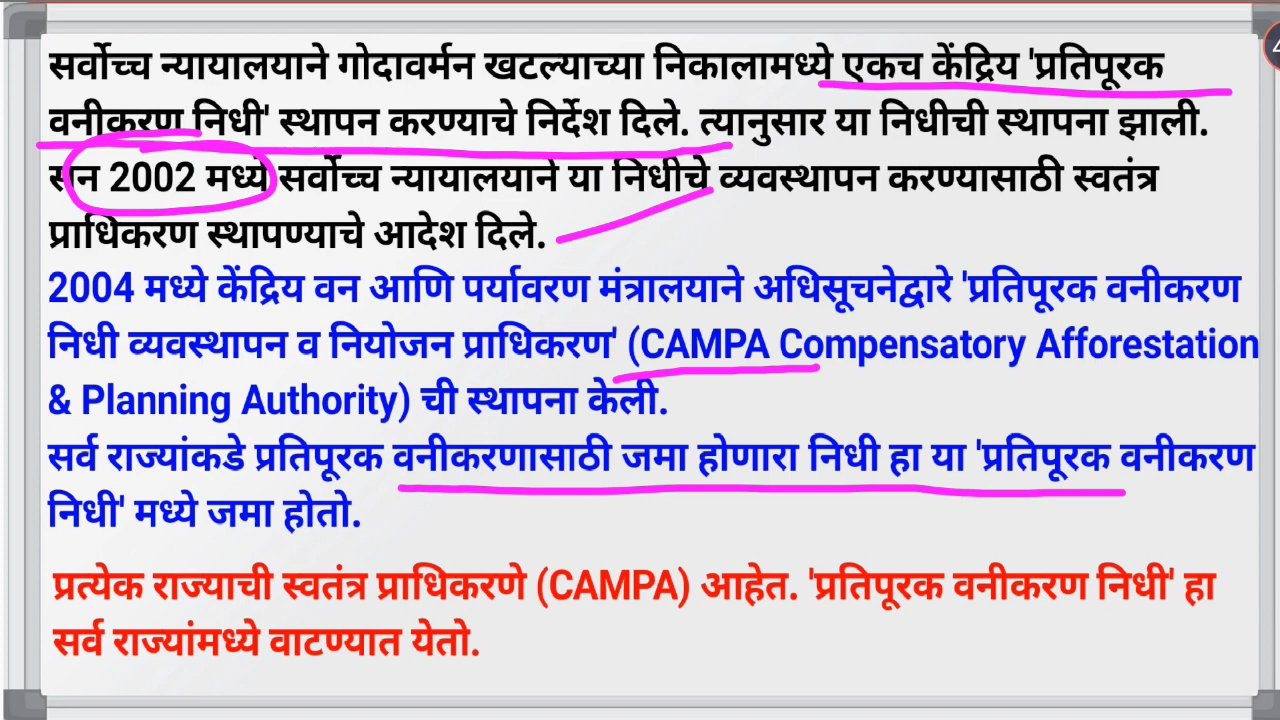 सर्वोच्च न्यायालयाने गोदावर्मन खटल्याच्या निकालामध्ये एकच केंद्रिय 'प्रतिपूरक
वनीकरण निधी' स्थापन करण्याचे निर्देश दिले. त्यानुसार या निधीची स्थापना झाली.
सन 2002 मध्ये सर्वोच्च न्यायालयाने या निधीचे व्यवस्थापन करण्यासाठी स्वतंत्र
प्राधिकरण स्थापण्याचे आदेश दिले.
2004 मध्ये केंद्रिय वन आणि पर्यावरण मंत्रालयाने अधिसूचनेद्वारे 'प्रतिपूरक वनीकरण
निधी व्यवस्थापन व नियोजन प्राधिकरण' (CAMPA Compensatory Afforestation
& Planning Authority) ची स्थापना केली.
सर्व राज्यांकडे प्रतिपूरक वनीकरणासाठी जमा होणारा निधी हा या 'प्रतिपूरक वनीकरण
निधी' मध्ये जमा होतो.
प्रत्येक राज्याची स्वतंत्र प्राधिकरणे (CAMPA) आहेत. 'प्रतिपूरक वनीकरण निधी' हा
सर्व राज्यांमध्ये वाटण्यात येतो.